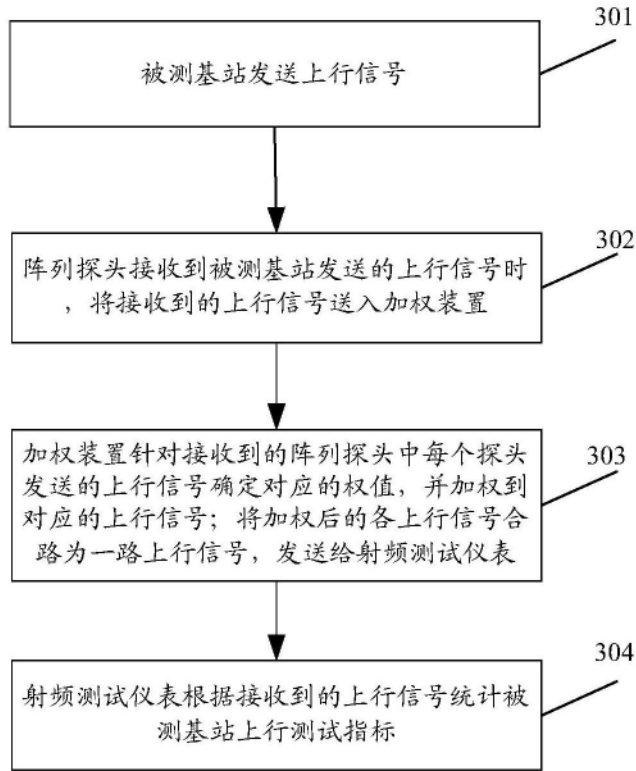 301
被测基站发送上行信号
302
阵列探头接收到被测基站发送的上行信号时
，将接收到的上行信号送入加权装置
303
加权装置针对接收到的阵列探头中每个探头
发送的上行信号确定对应的权值，并加权到
对应的上行信号；将加权后的各上行信号合
路为一路上行信号，发送给射频测试仪表
304
射频测试仪表根据接收到的上行信号统计被
测基站上行测试指标